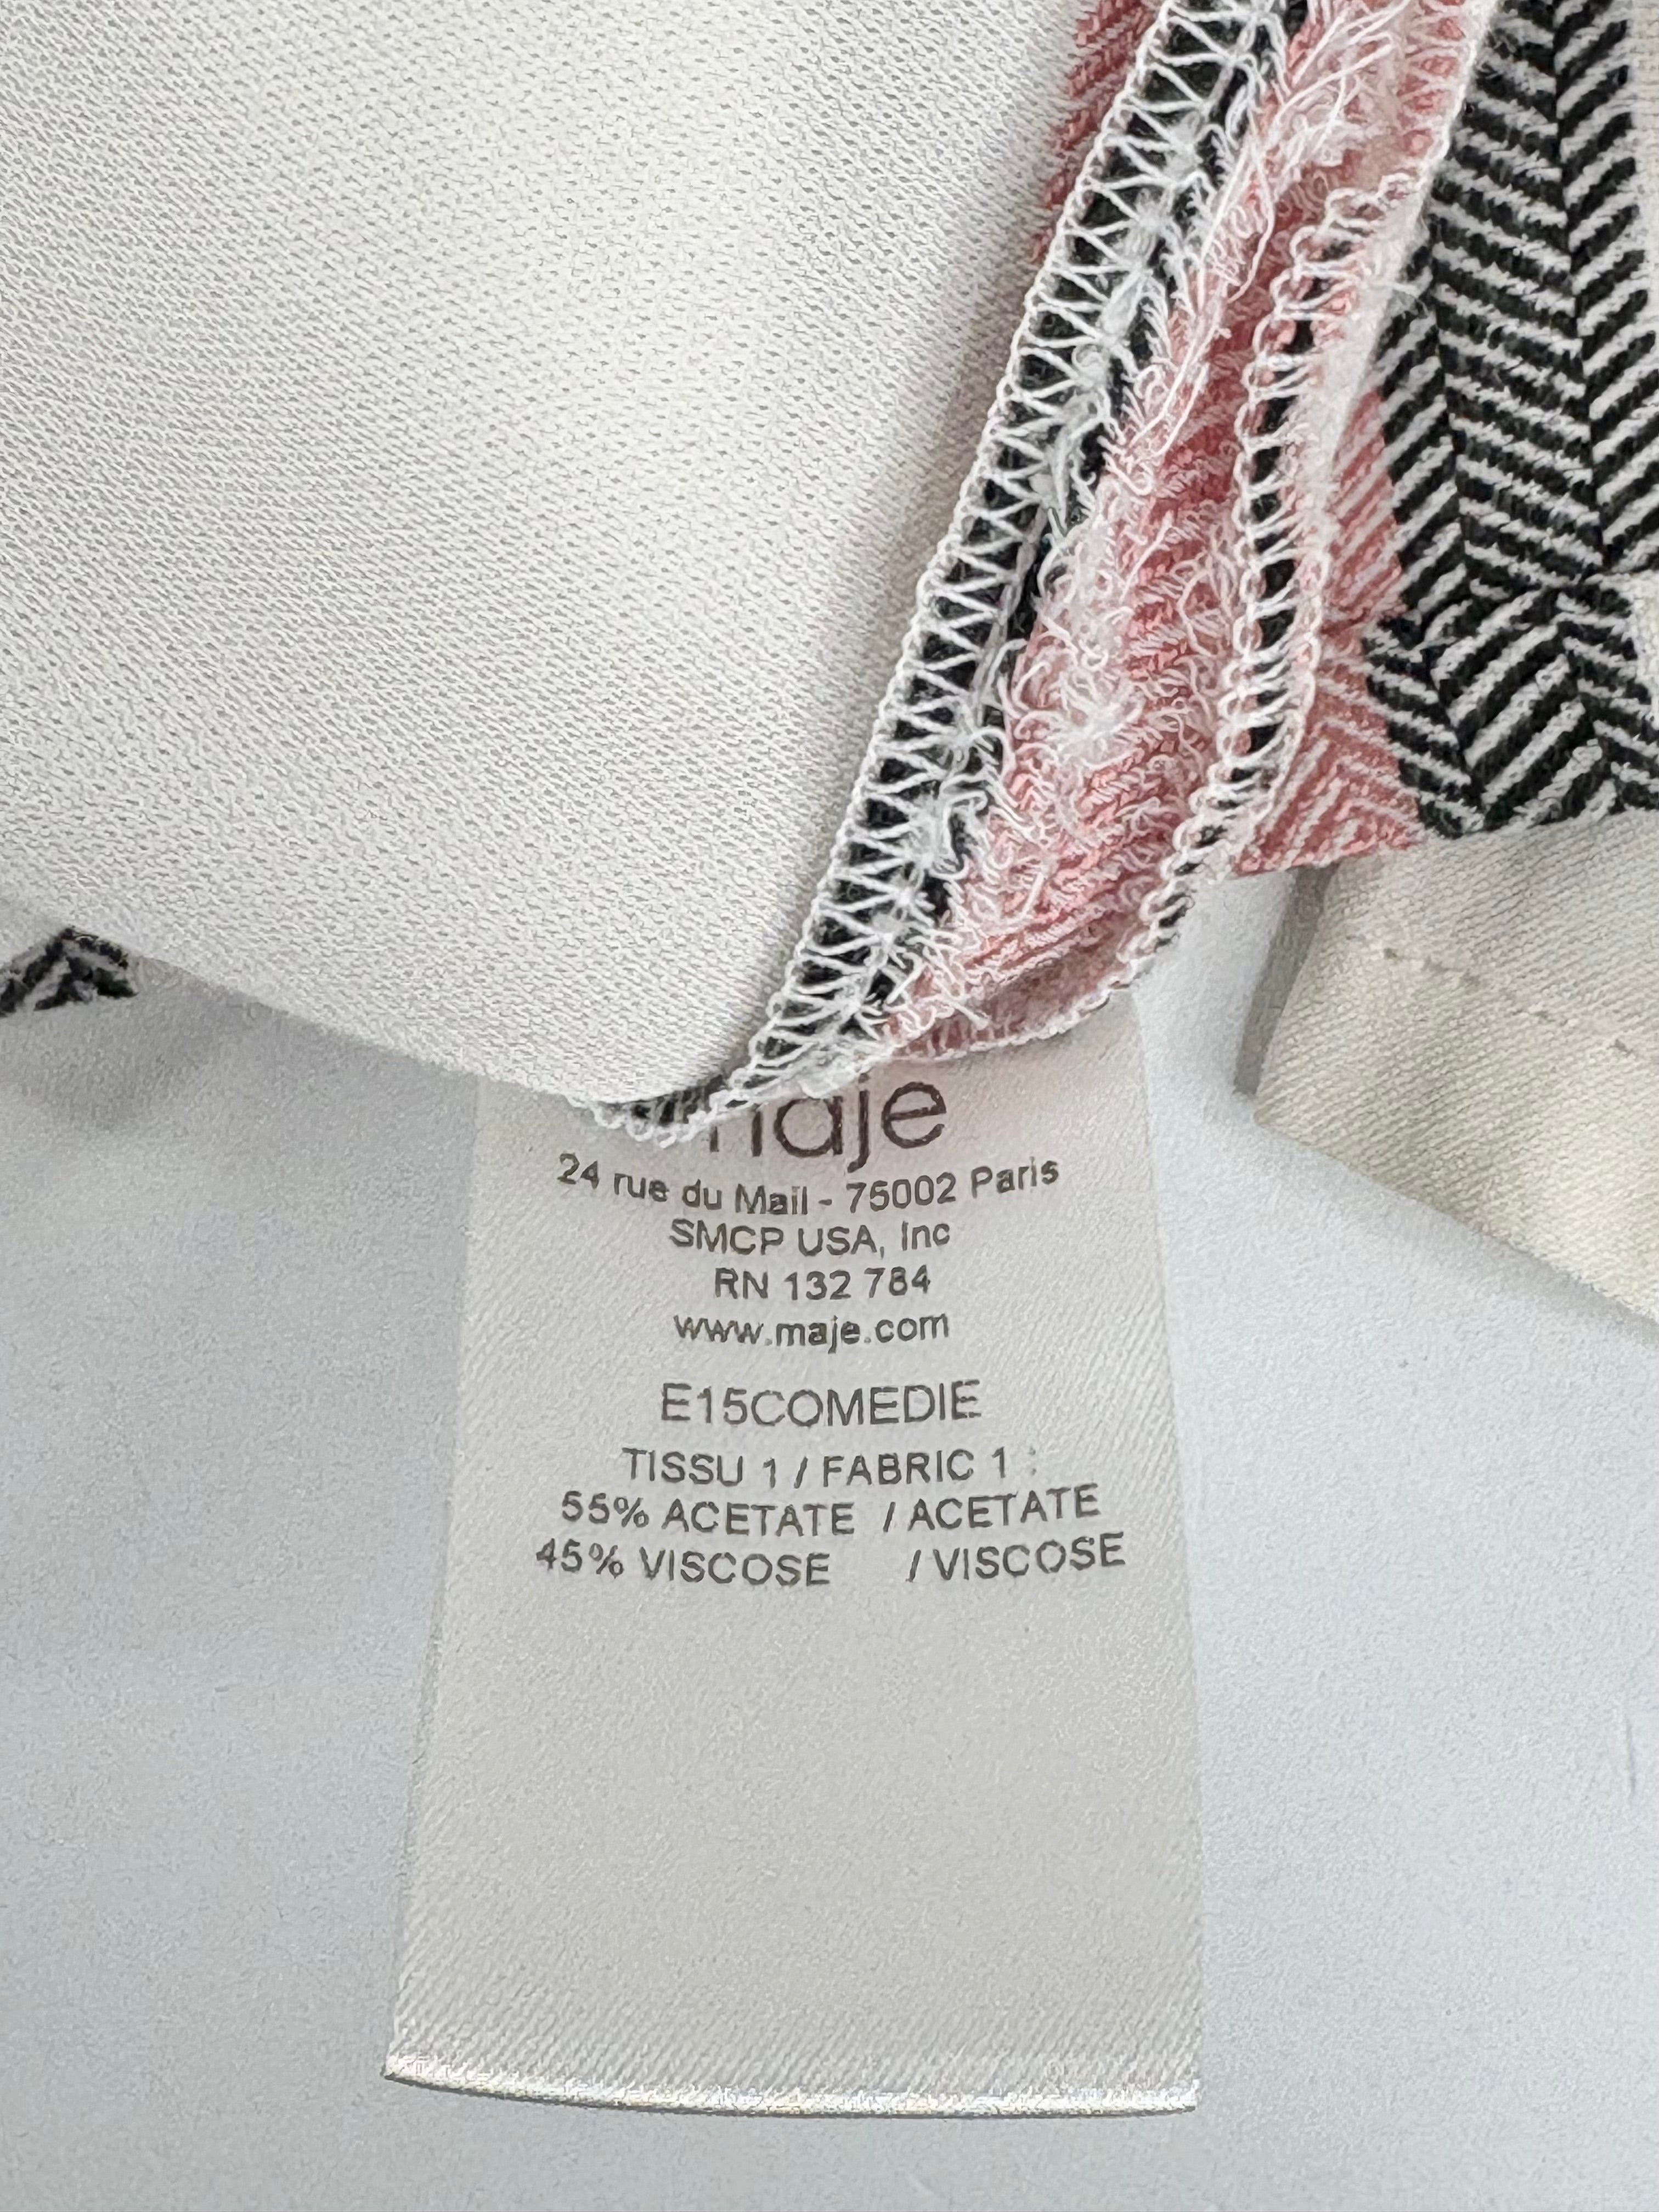 maje
24 rue du Mail - 75002 Paris
SMCP USA, Inc
RN 132 784
www.maje.com
E15COMEDIE
TISSU 1 / FABRIC 1 :
55% ACETATE / ACETATE
45% VISCOSE / VISCOSE